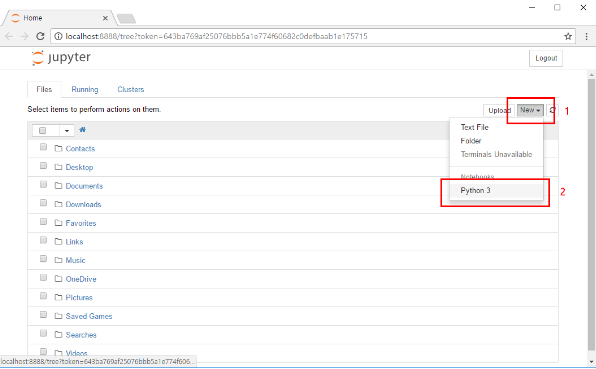 Home
localhost:8888/tree?token=643ba769af25076bbb5a1e774f60682c0defbaab1e175715
jupyter
Logout
Files Running Clusters
Select items to perform actions on them.
Upload New 1
Text File
Folder
Terminals Unavailable
Notebooks
Python 3 2
Contacts
Desktop
Documents
Downloads
Favorites
Links
Music
OneDrive
Pictures
Saved Games
Searches
Videos
localhost:8888/tree?token=643ba769af25076bbb5a1e774f606...